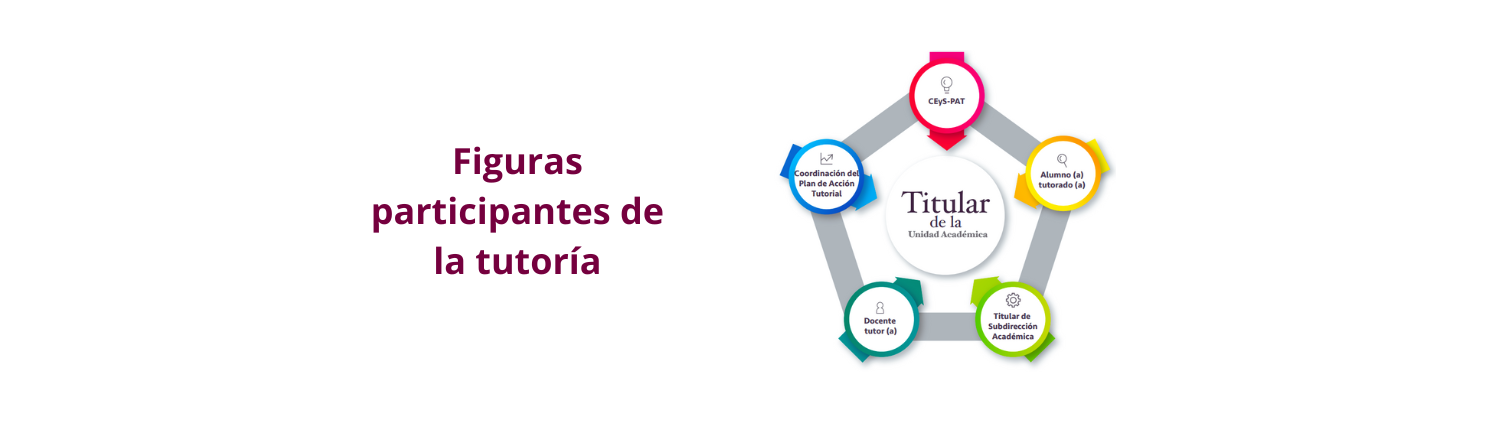 Figuras
participantes de
la tutoría
CEyS-PAT
Alumno (a)
tutorado (a)
Titular de
Subdirección
Académica
Docente
tutor (a)
Coordinación del
Plan de Acción
Tutorial
Titular
de la
Unidad Académica